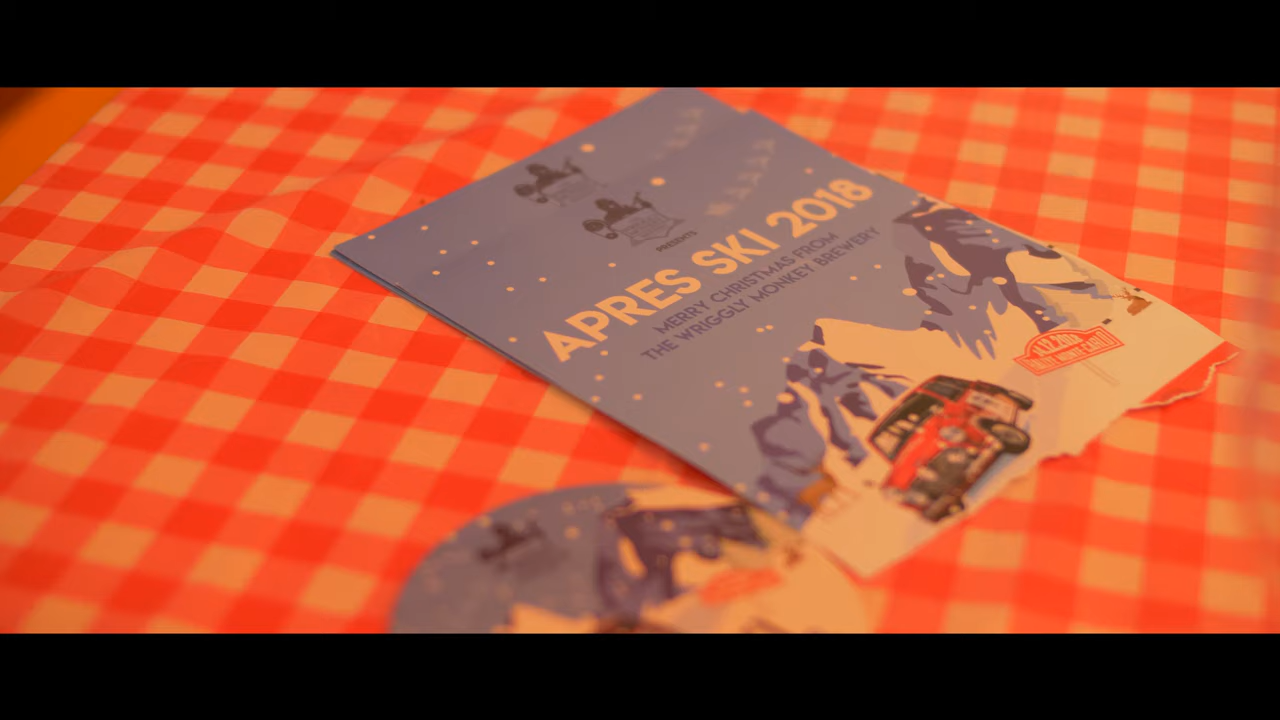 PRESENTS
APRES SKI 2018
MERRY CHRISTMAS FROM
THE WRIGGLY MONKEY BREWERY